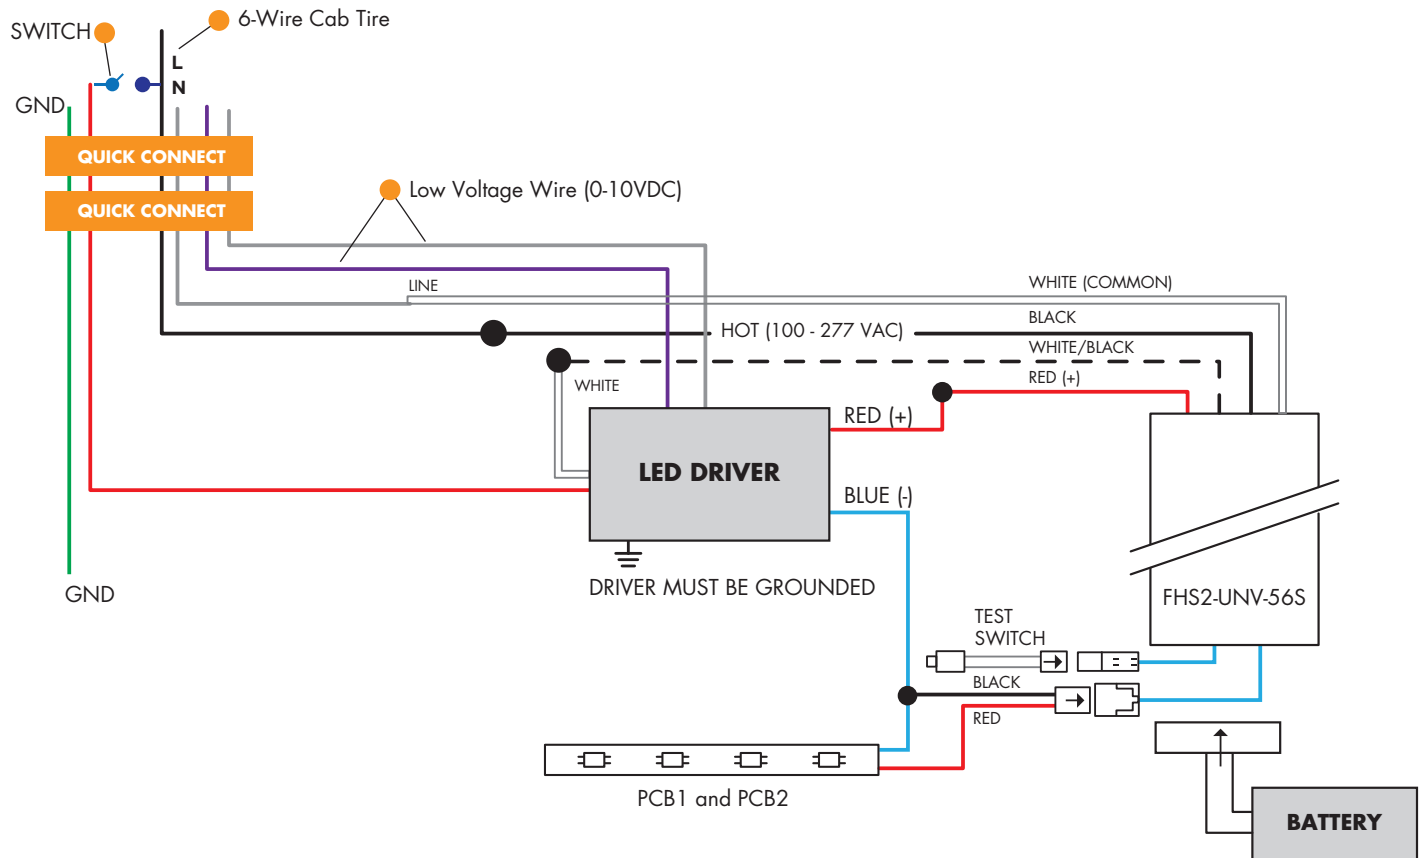 SWITCH
6-Wire Cab Tire
L
N
GND
QUICK CONNECT
QUICK CONNECT
Low Voltage Wire (0-10VDC)
LINE
WHITE (COMMON)
HOT (100 - 277 VAC)
BLACK
WHITE/BLACK
WHITE
RED (+)
RED (+)
LED DRIVER
BLUE (-)
DRIVER MUST BE GROUNDED
GND
FHS2-UNV-56S
TEST
SWITCH
BLACK
RED
PCB1 and PCB2
BATTERY